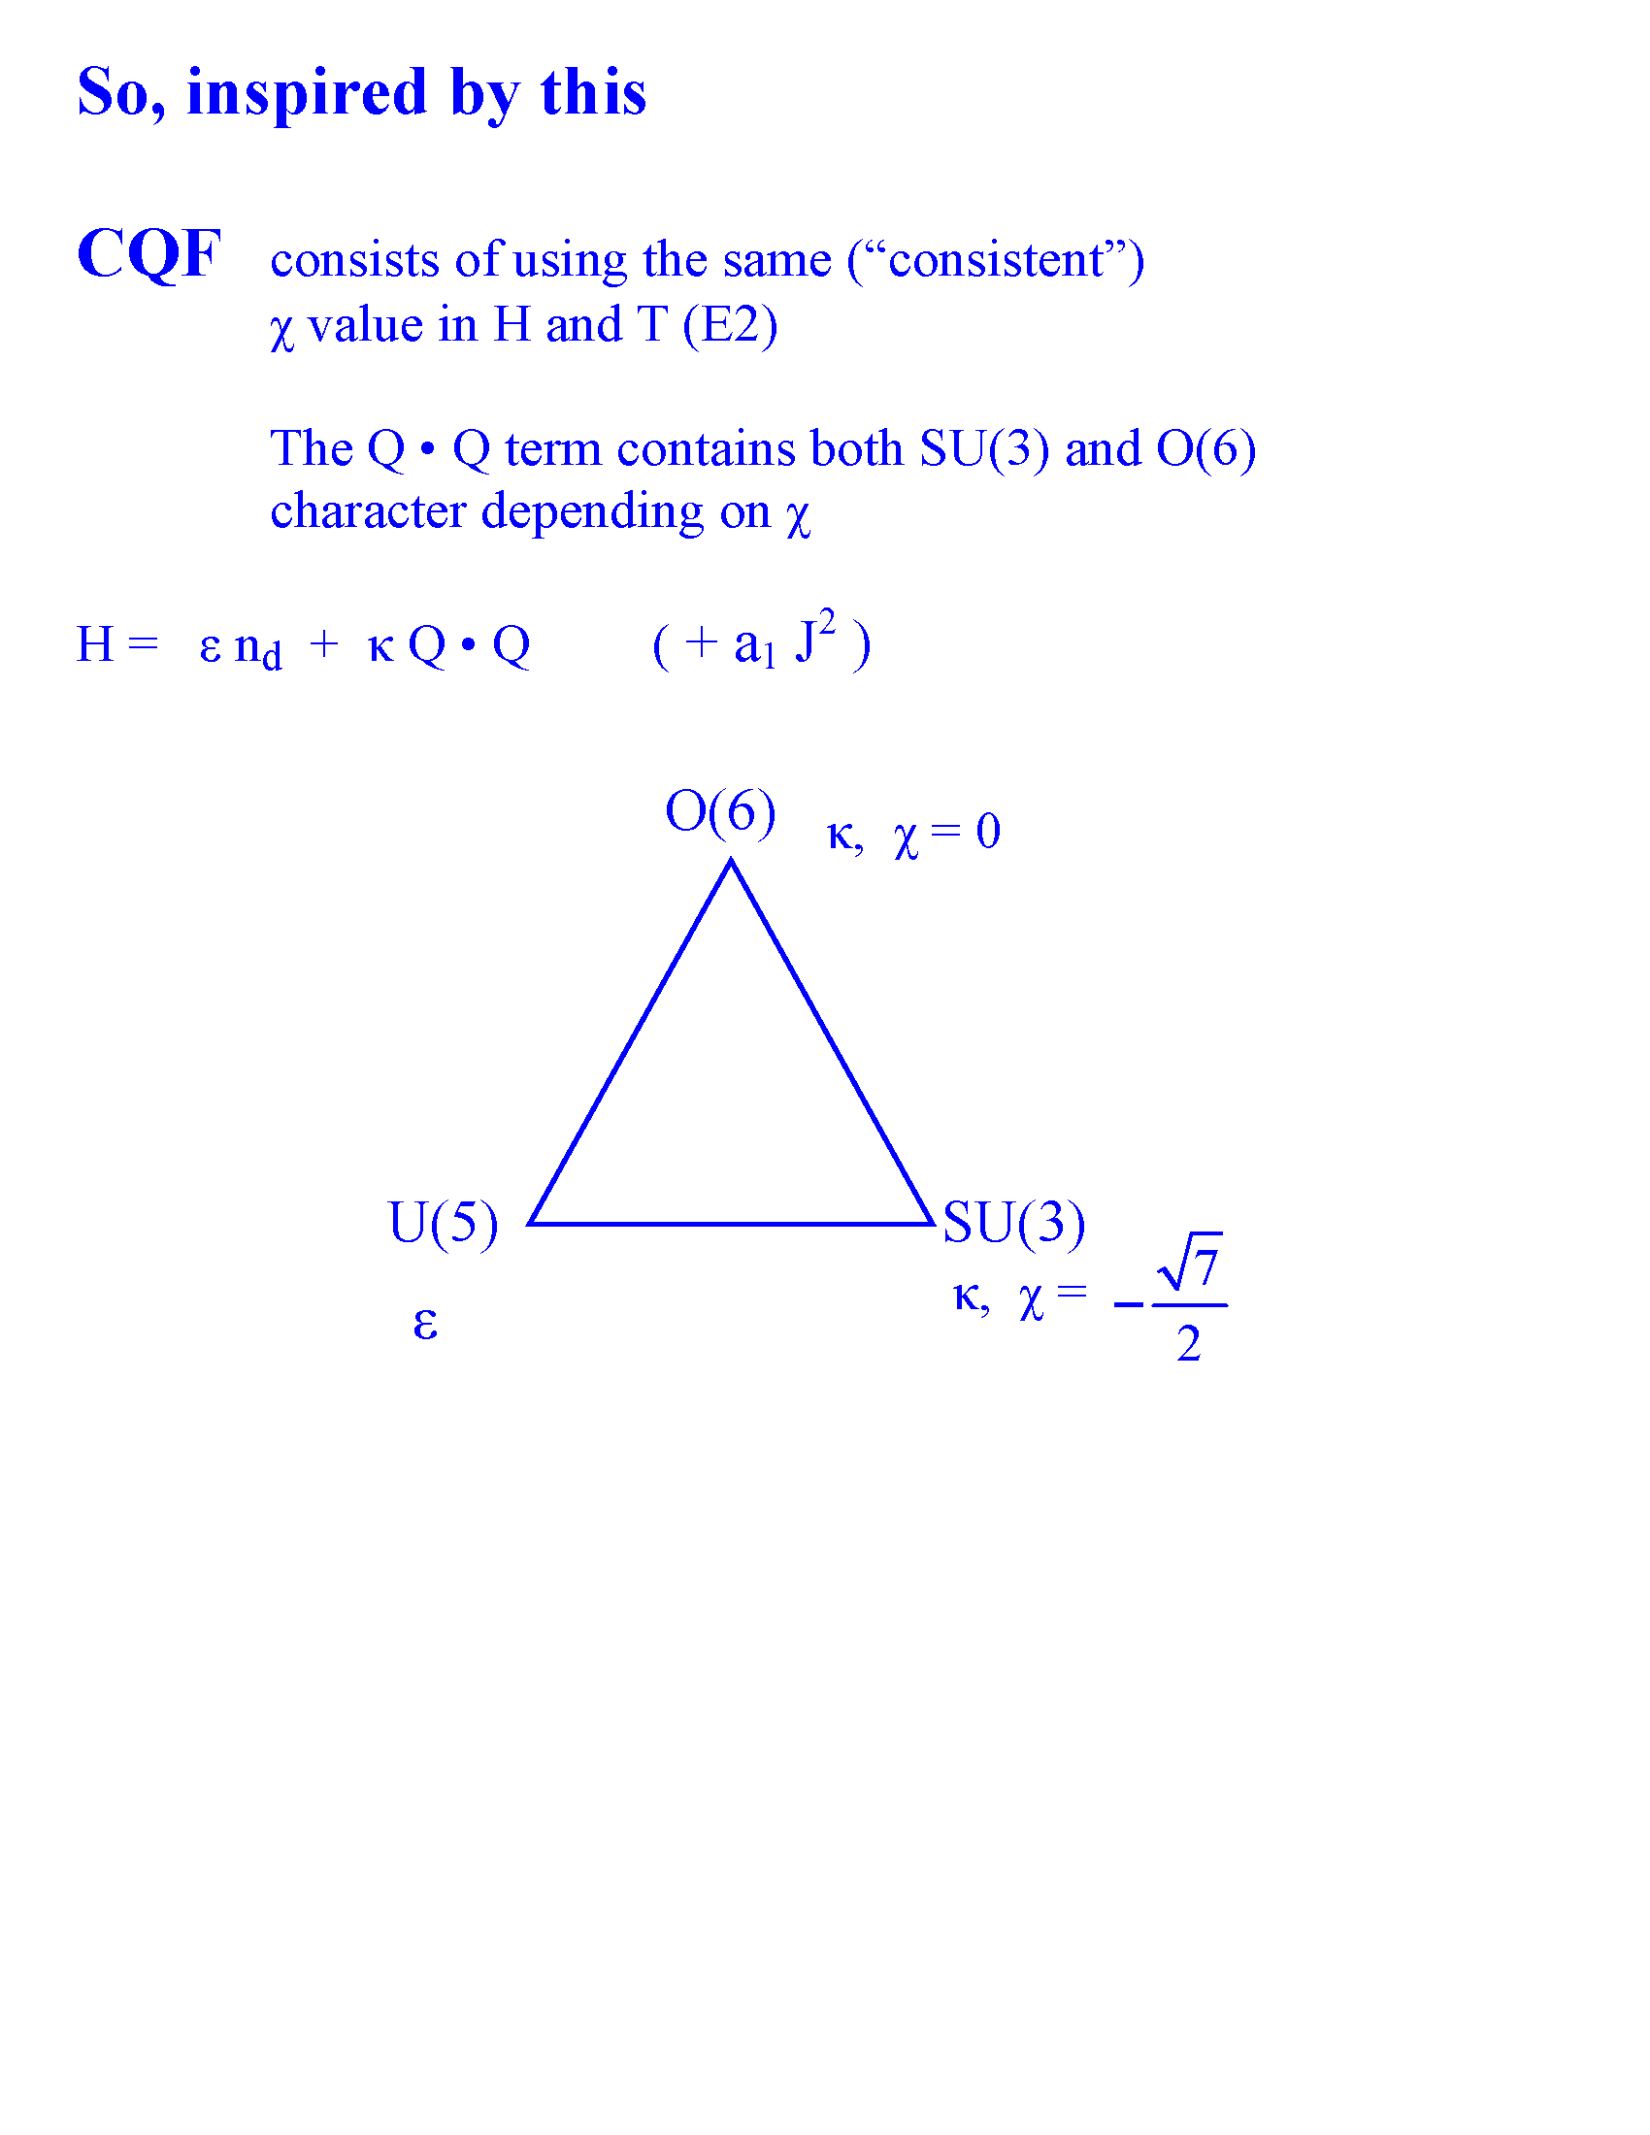 So, inspired by this
CQF consists of using the same (“consistent”)
χ value in H and T (E2)
The Q • Q term contains both SU(3) and O(6)
character depending on χ
H = ε n_d + κ Q • Q ( + a_1 J^2 )
O(6) κ, χ = 0
U(5) SU(3)
ε κ, χ = −√7/2